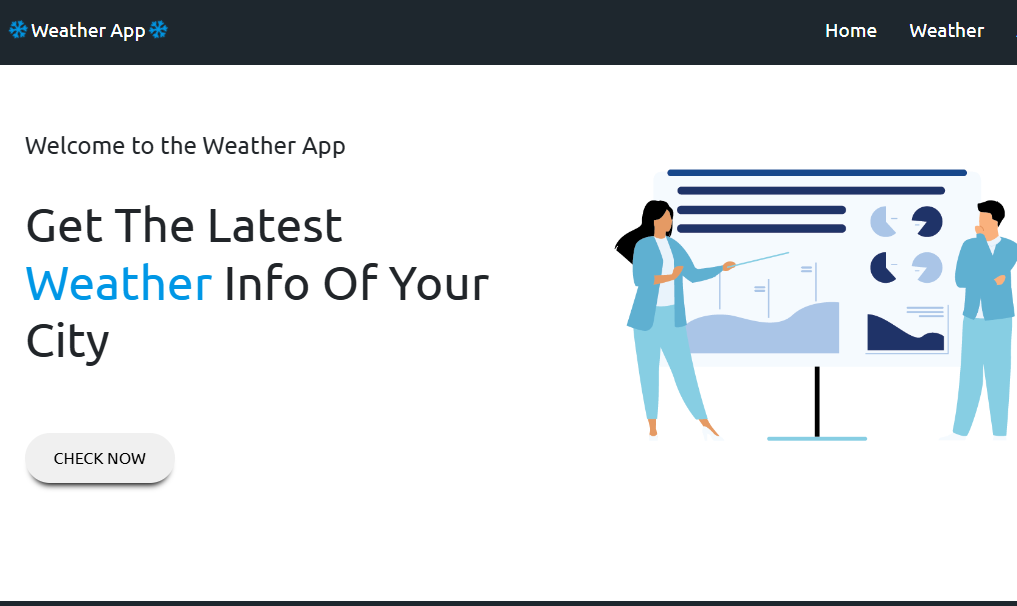 ❄Weather App❄
Home
Weather
Welcome to the Weather App
Get The Latest
Weather Info Of Your
City
CHECK NOW